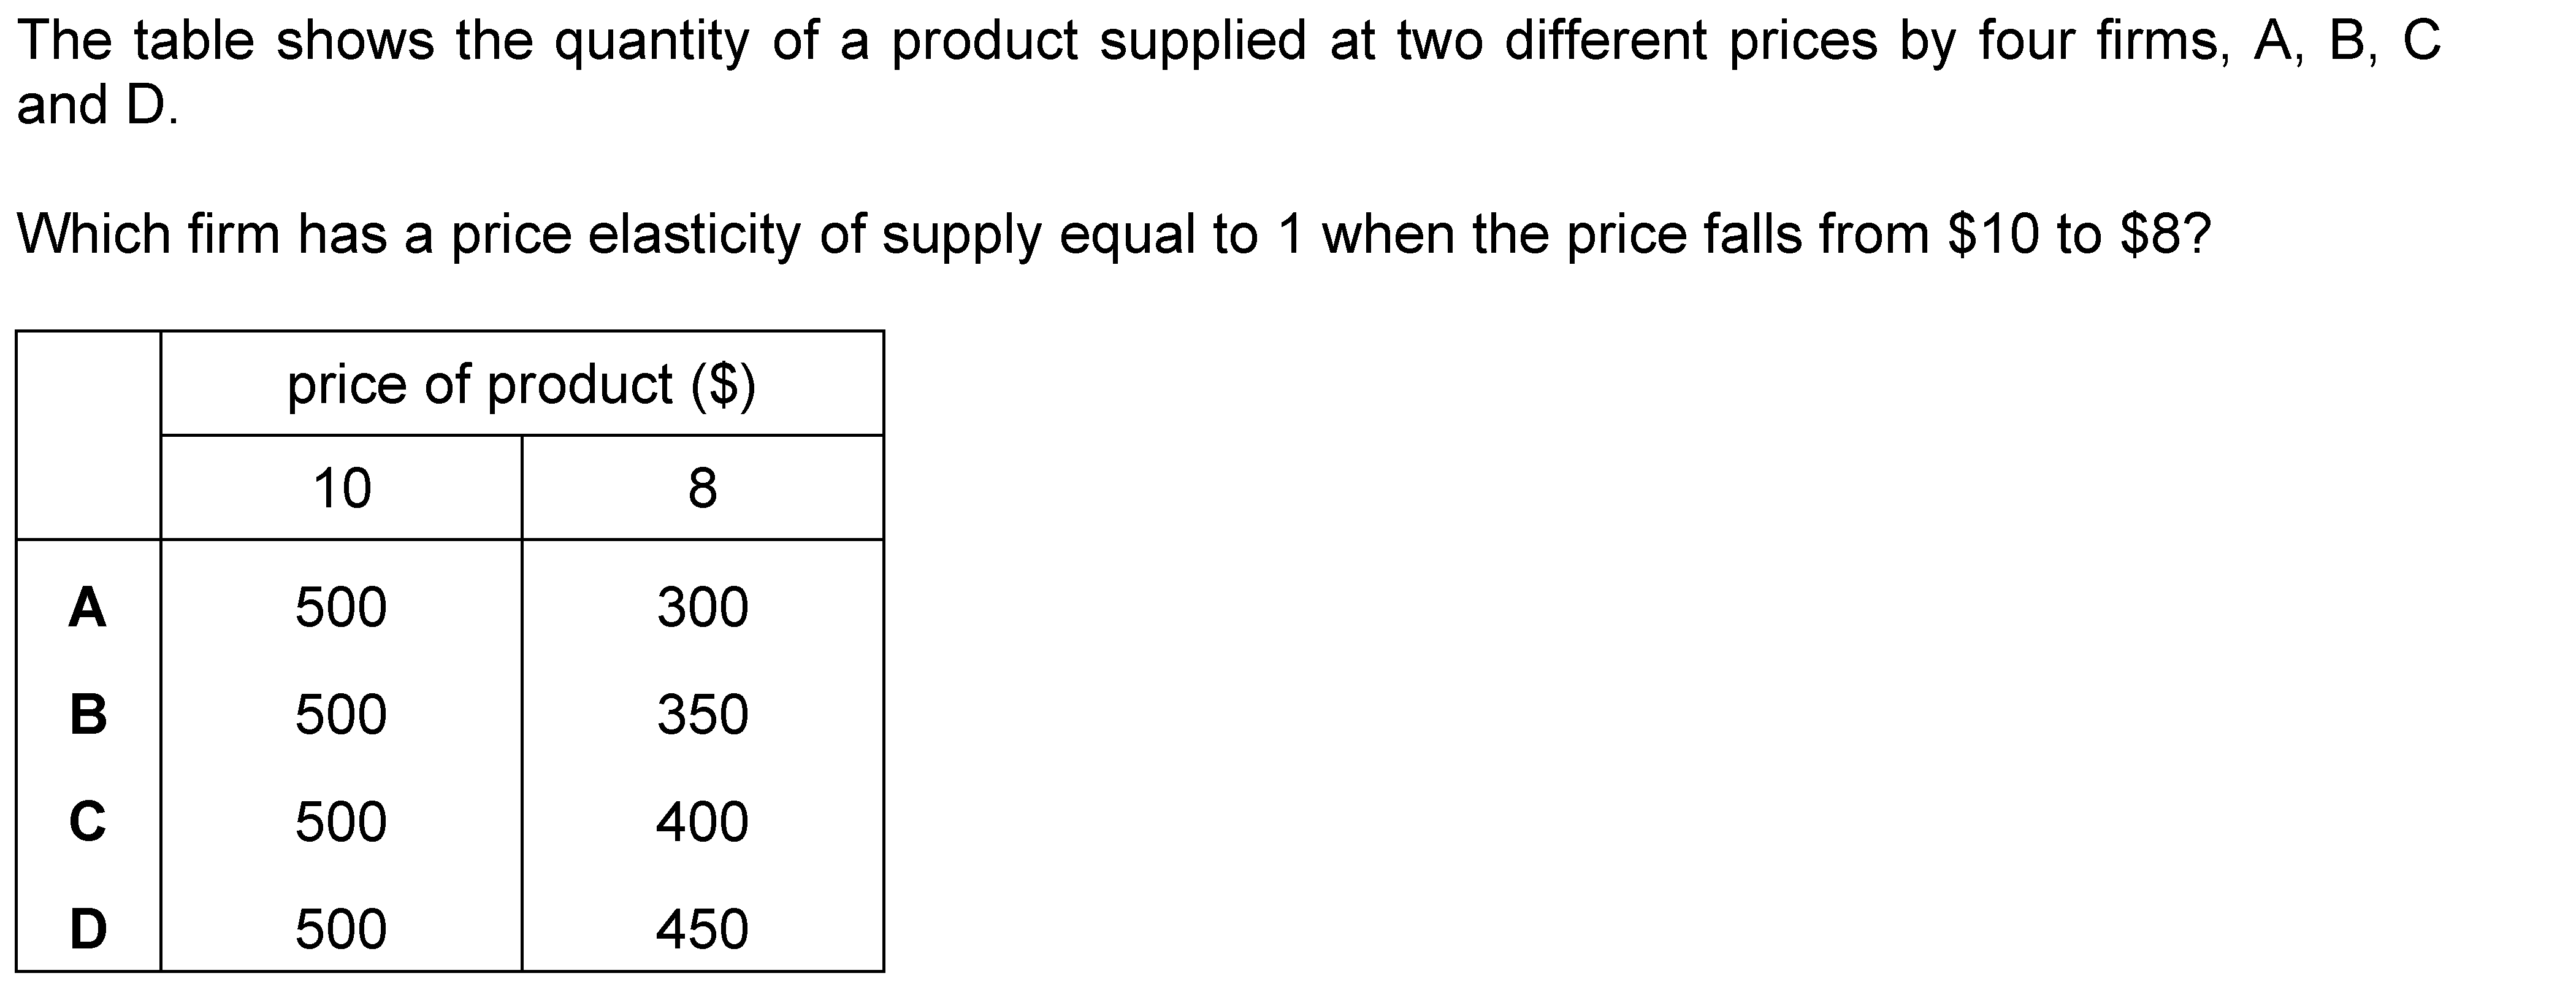 The table shows the quantity of a product supplied at two different prices by four firms, A, B, C
and D.
Which firm has a price elasticity of supply equal to 1 when the price falls from $10 to $8?
price of product ($)
10 8
A 500 300
B 500 350
C 500 400
D 500 450